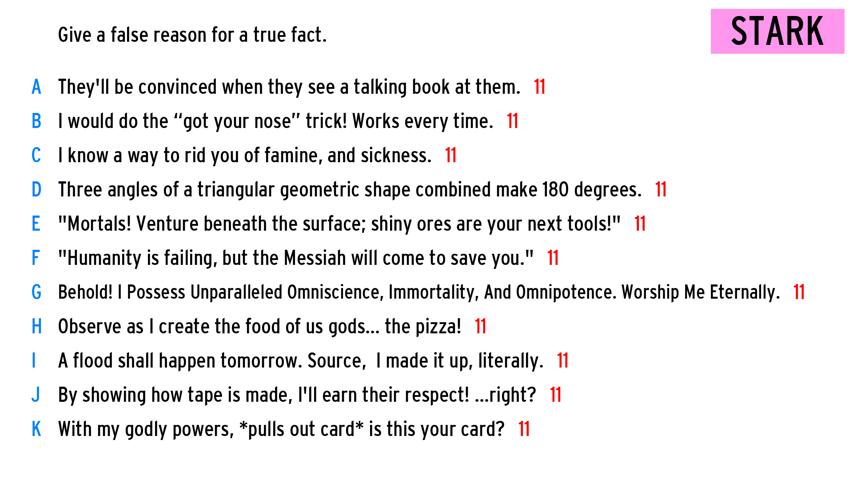 Give a false reason for a true fact.
STARK
A They'll be convinced when they see a talking book at them. 11
B I would do the “got your nose” trick! Works every time. 11
C I know a way to rid you of famine, and sickness. 11
D Three angles of a triangular geometric shape combined make 180 degrees. 11
E "Mortals! Venture beneath the surface; shiny ores are your next tools!" 11
F "Humanity is failing, but the Messiah will come to save you." 11
G Behold! I Possess Unparalleled Omniscience, Immortality, And Omnipotence. Worship Me Eternally. 11
H Observe as I create the food of us gods... the pizza! 11
I A flood shall happen tomorrow. Source, I made it up, literally. 11
J By showing how tape is made, I'll earn their respect! ...right? 11
K With my godly powers, *pulls out card* is this your card? 11